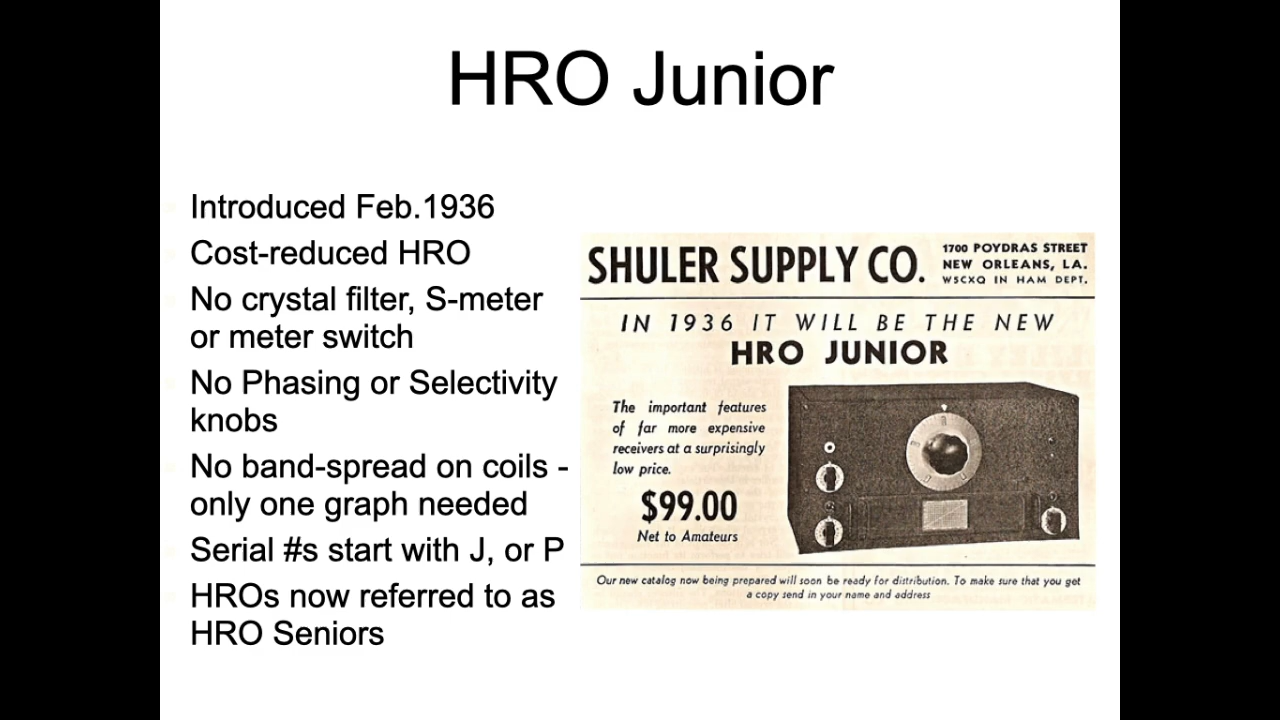 HRO Junior
Introduced Feb.1936
Cost-reduced HRO
No crystal filter, S-meter
or meter switch
No Phasing or Selectivity
knobs
No band-spread on coils -
only one graph needed
Serial #s start with J, or P
HROs now referred to as
HRO Seniors
SHULER SUPPLY CO.
1700 POYDRAS STREET
NEW ORLEANS, LA.
W5CXQ IN HAM DEPT.
IN 1936 IT WILL BE THE NEW
HRO JUNIOR
The important features
of far more expensive
receivers at a surprisingly
low price.
$99.00
Net to Amateurs
Our new catalog now being prepared will soon be ready for distribution. To make sure that you get
a copy send in your name and address